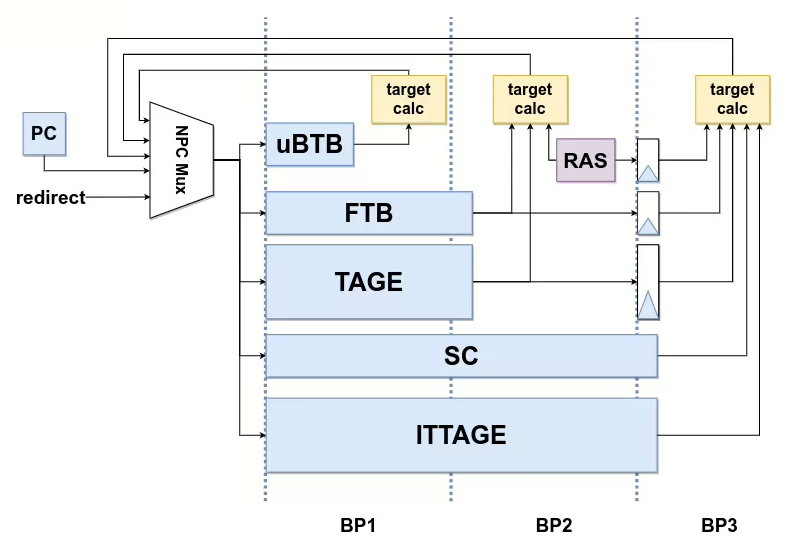 target
calc
target
calc
target
calc
PC
NPC Mux
uBTB
RAS
redirect
FTB
TAGE
SC
ITTAGE
BP1
BP2
BP3